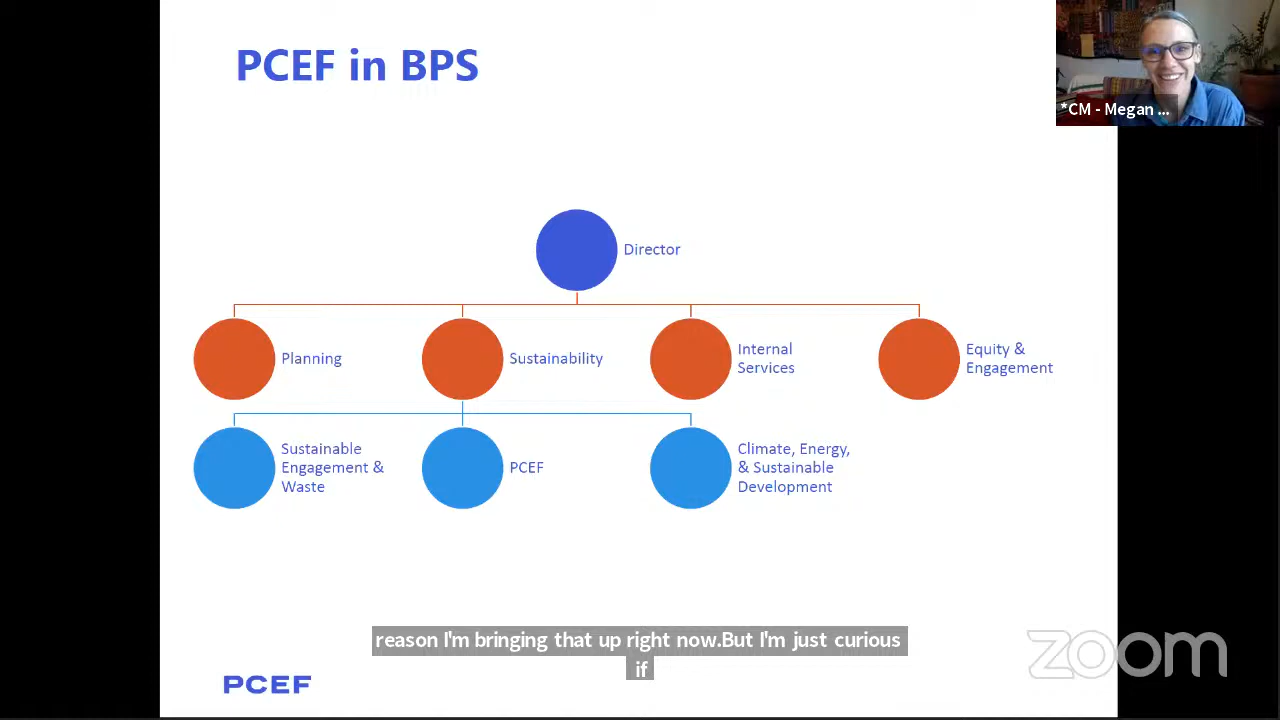 PCEF in BPS
*CM - Megan ...
Director
Planning
Sustainability
Internal
Services
Equity &
Engagement
Sustainable
Engagement &
Waste
PCEF
Climate, Energy,
& Sustainable
Development
reason I'm bringing that up right now.But I'm just curious
if
PCEF
zoom